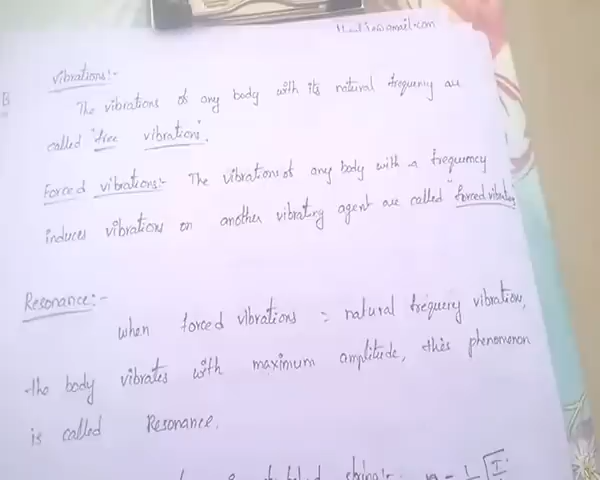 Vibrations:-
The vibrations of any body with its natural frequency are
called "free vibrations".
Forced vibrations:- The vibrations of any body with a frequency
induces vibrations on another vibrating agent are called "forced vibrations"
Resonance:-
when forced vibrations = natural frequency vibration,
the body vibrates with maximum amplitude, this phenomenon
is called Resonance.